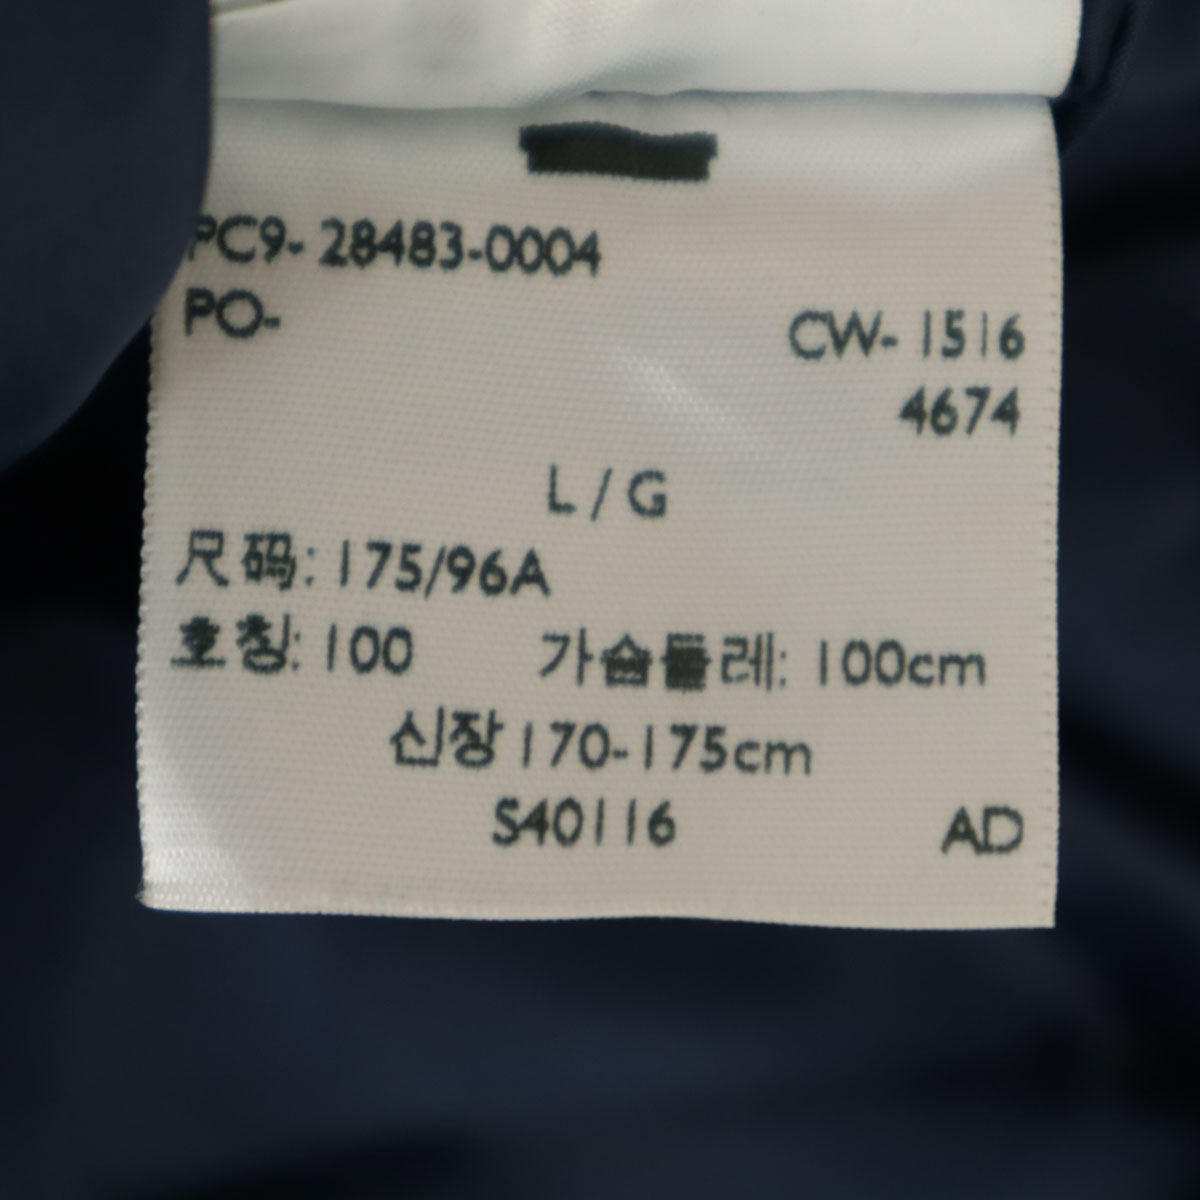 PC9- 28483-0004
PO-
CW- 1516
4674
L / G
尺码: 175/96A
호칭: 100 가슴둘레: 100cm
신장 170-175cm
S40116 AD